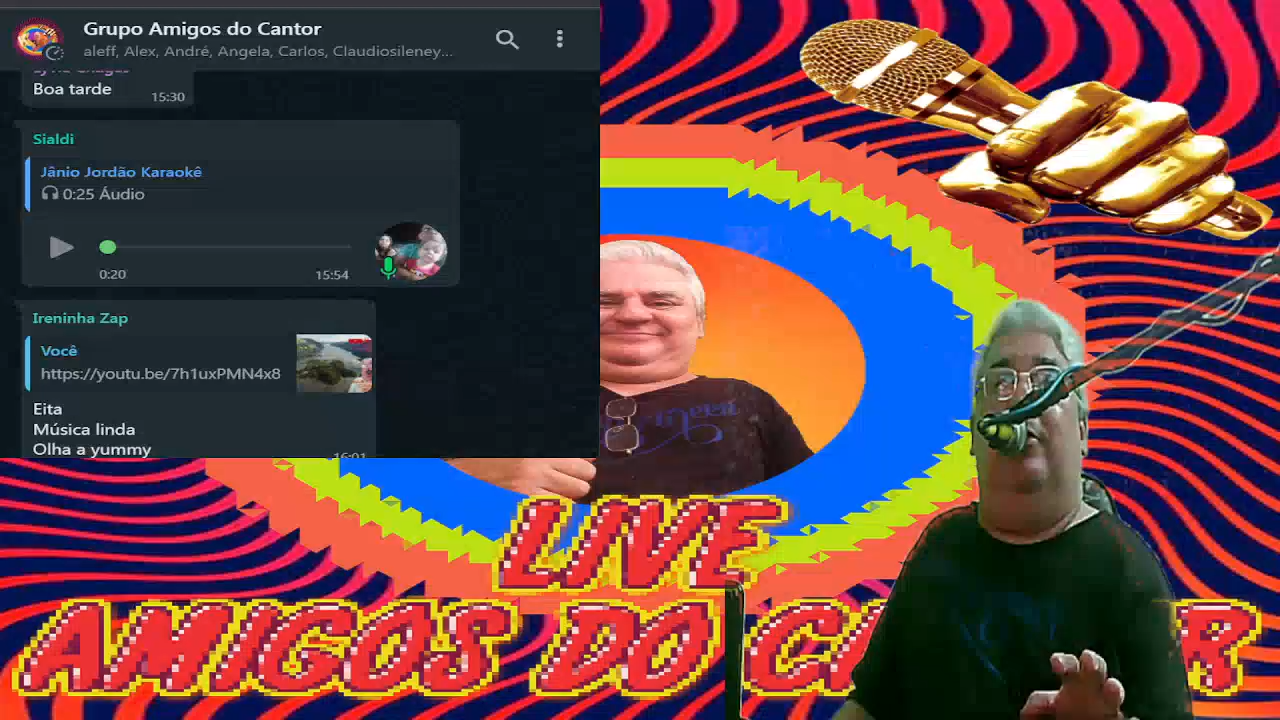 Grupo Amigos do Cantor
aleff, Alex, André, Angela, Carlos, Claudiosileney...
Boa tarde
15:30
Sialdi
Jânio Jordão Karaokê
0:25 Áudio
0:20
15:54
Ireninha Zap
Você
https://youtu.be/7h1uxPMN4x8
Eita
Música linda
Olha a yummy
16:01
LIVE
AMIGOS DO